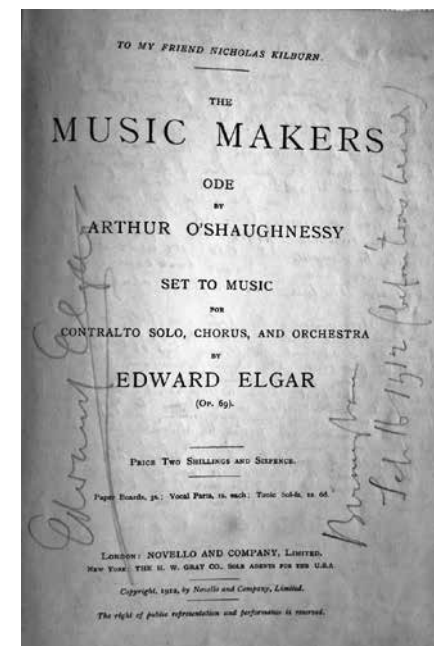 TO MY FRIEND NICHOLAS KILBURN.
THE
MUSIC MAKERS
ODE
BY
ARTHUR O'SHAUGHNESSY
SET TO MUSIC
FOR
CONTRALTO SOLO, CHORUS, AND ORCHESTRA
BY
EDWARD ELGAR
(OP. 69).
PRICE TWO SHILLINGS AND SIXPENCE.
Paper Boards, 3s.; Vocal Parts, 1s. each; Tonic Sol-fa, 1s. 6d.
LONDON: NOVELLO AND COMPANY, LIMITED.
NEW YORK: THE H. W. GRAY CO., SOLE AGENTS FOR THE U.S.A.
Copyright, 1912, by Novello and Company, Limited.
The right of public representation and performance is reserved.
Edward Elgar
Birmingham
1912 (before it was heard)